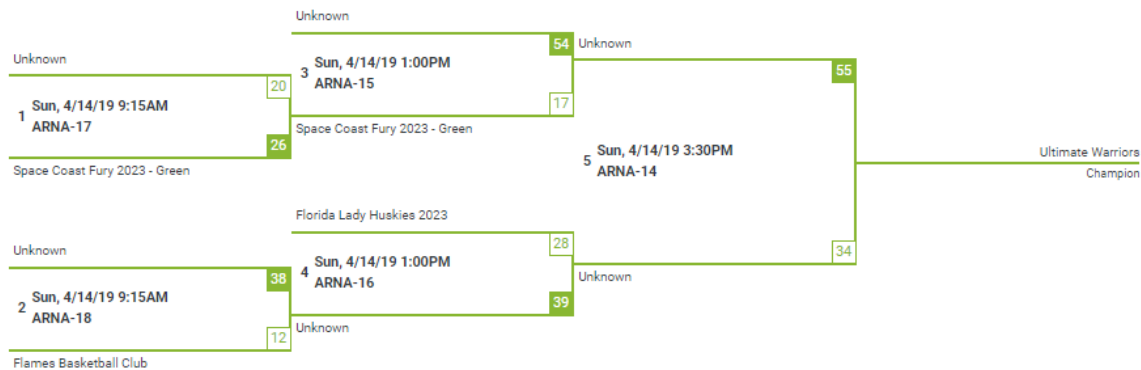 Unknown
54
Unknown
3 Sun, 4/14/19 1:00PM
ARNA-15
17
Space Coast Fury 2023 - Green
Unknown
20
1 Sun, 4/14/19 9:15AM
ARNA-17
26
Space Coast Fury 2023 - Green
55
5 Sun, 4/14/19 3:30PM
ARNA-14
34
Ultimate Warriors
Champion
Florida Lady Huskies 2023
28
4 Sun, 4/14/19 1:00PM
ARNA-16
39
Unknown
Unknown
Unknown
38
2 Sun, 4/14/19 9:15AM
ARNA-18
12
Flames Basketball Club